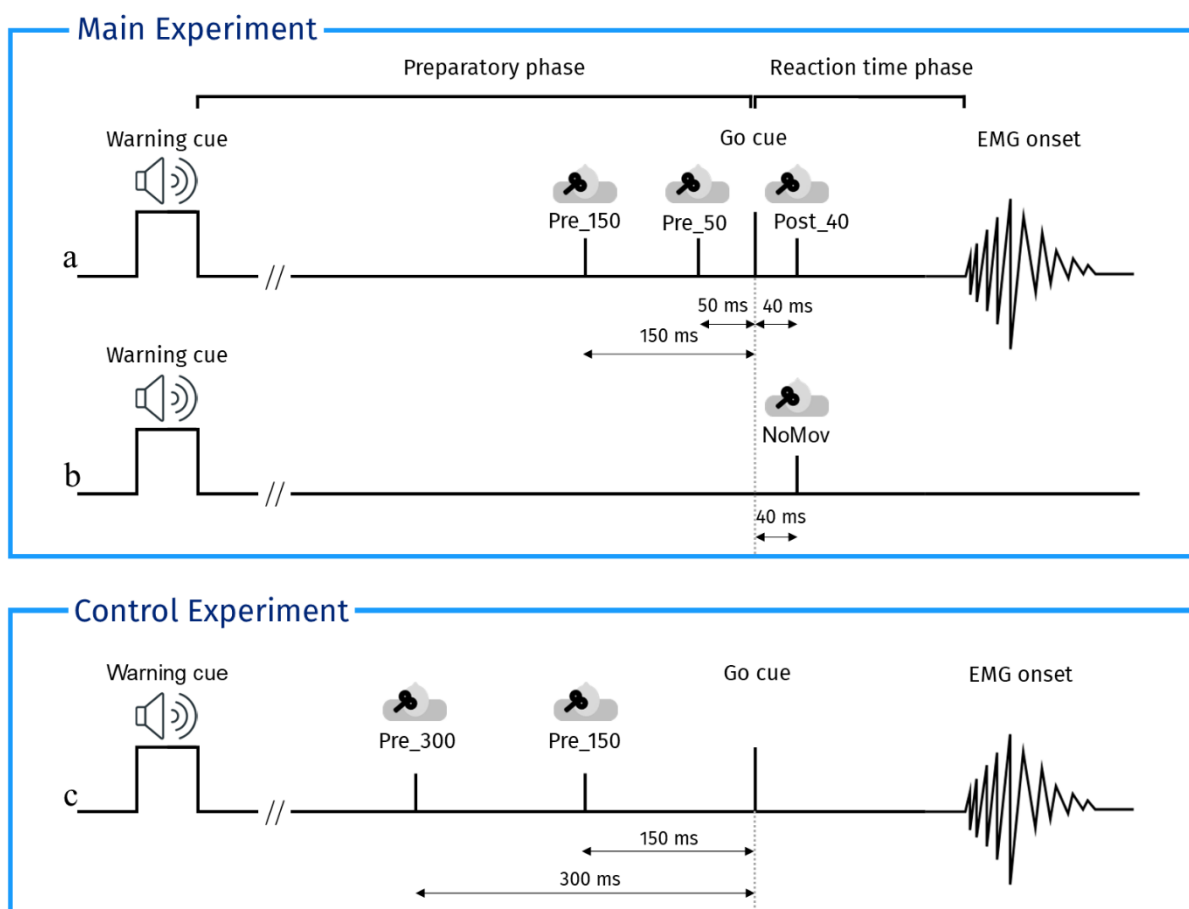 Main Experiment
Preparatory phase
Reaction time phase
Warning cue
Go cue
EMG onset
Pre_150
Pre_50
Post_40
a
//
50 ms
40 ms
150 ms
Warning cue
NoMov
b
//
40 ms
Control Experiment
Warning cue
Go cue
EMG onset
Pre_300
Pre_150
c
//
150 ms
300 ms